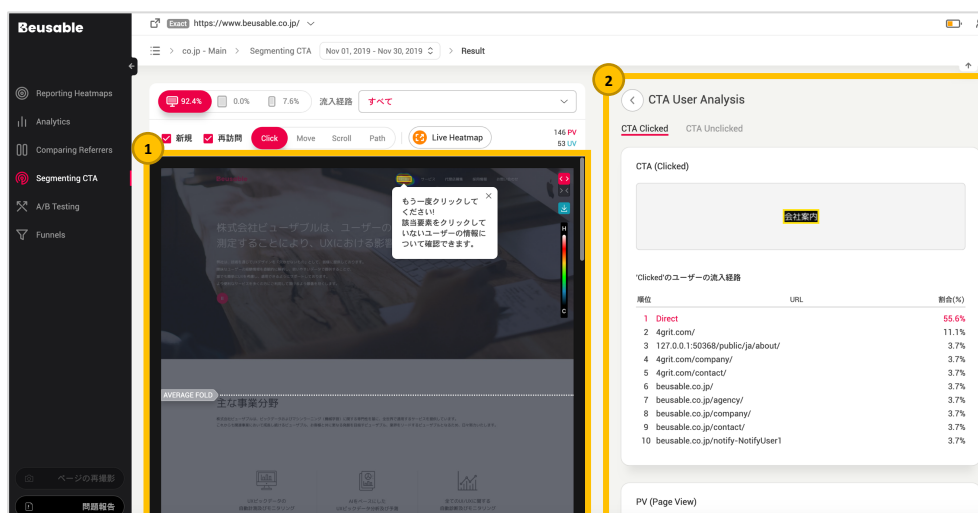 Beusable
Exact https://www.beusable.co.jp/
co.jp - Main > Segmenting CTA Nov 01, 2019 - Nov 30, 2019 > Result
Reporting Heatmaps
Analytics
Comparing Referrers
Segmenting CTA
A/B Testing
Funnels
ページの再撮影
問題報告
92.4% 0.0% 7.6% 流入経路 すべて
新規 再訪問 Click Move Scroll Path Live Heatmap
146 PV
53 UV
1
もう一度クリックして
ください!
該当要素をクリックして
いないユーザーの情報に
ついて確認できます。
株式会社ビューザブルは、ユーザーの
測定することにより、UXにおける影響
H
C
AVERAGE FOLD
主な事業分野
2
CTA User Analysis
CTA Clicked CTA Unclicked
CTA (Clicked)
会社案内
'Clicked'のユーザーの流入経路
順位 URL 割合(%)
1 Direct 55.6%
2 4grit.com/ 11.1%
3 127.0.0.1:50368/public/ja/about/ 3.7%
4 4grit.com/company/ 3.7%
5 4grit.com/contact/ 3.7%
6 beusable.co.jp/ 3.7%
7 beusable.co.jp/agency/ 3.7%
8 beusable.co.jp/company/ 3.7%
9 beusable.co.jp/contact/ 3.7%
10 beusable.co.jp/notify-NotifyUser1 3.7%
PV (Page View)